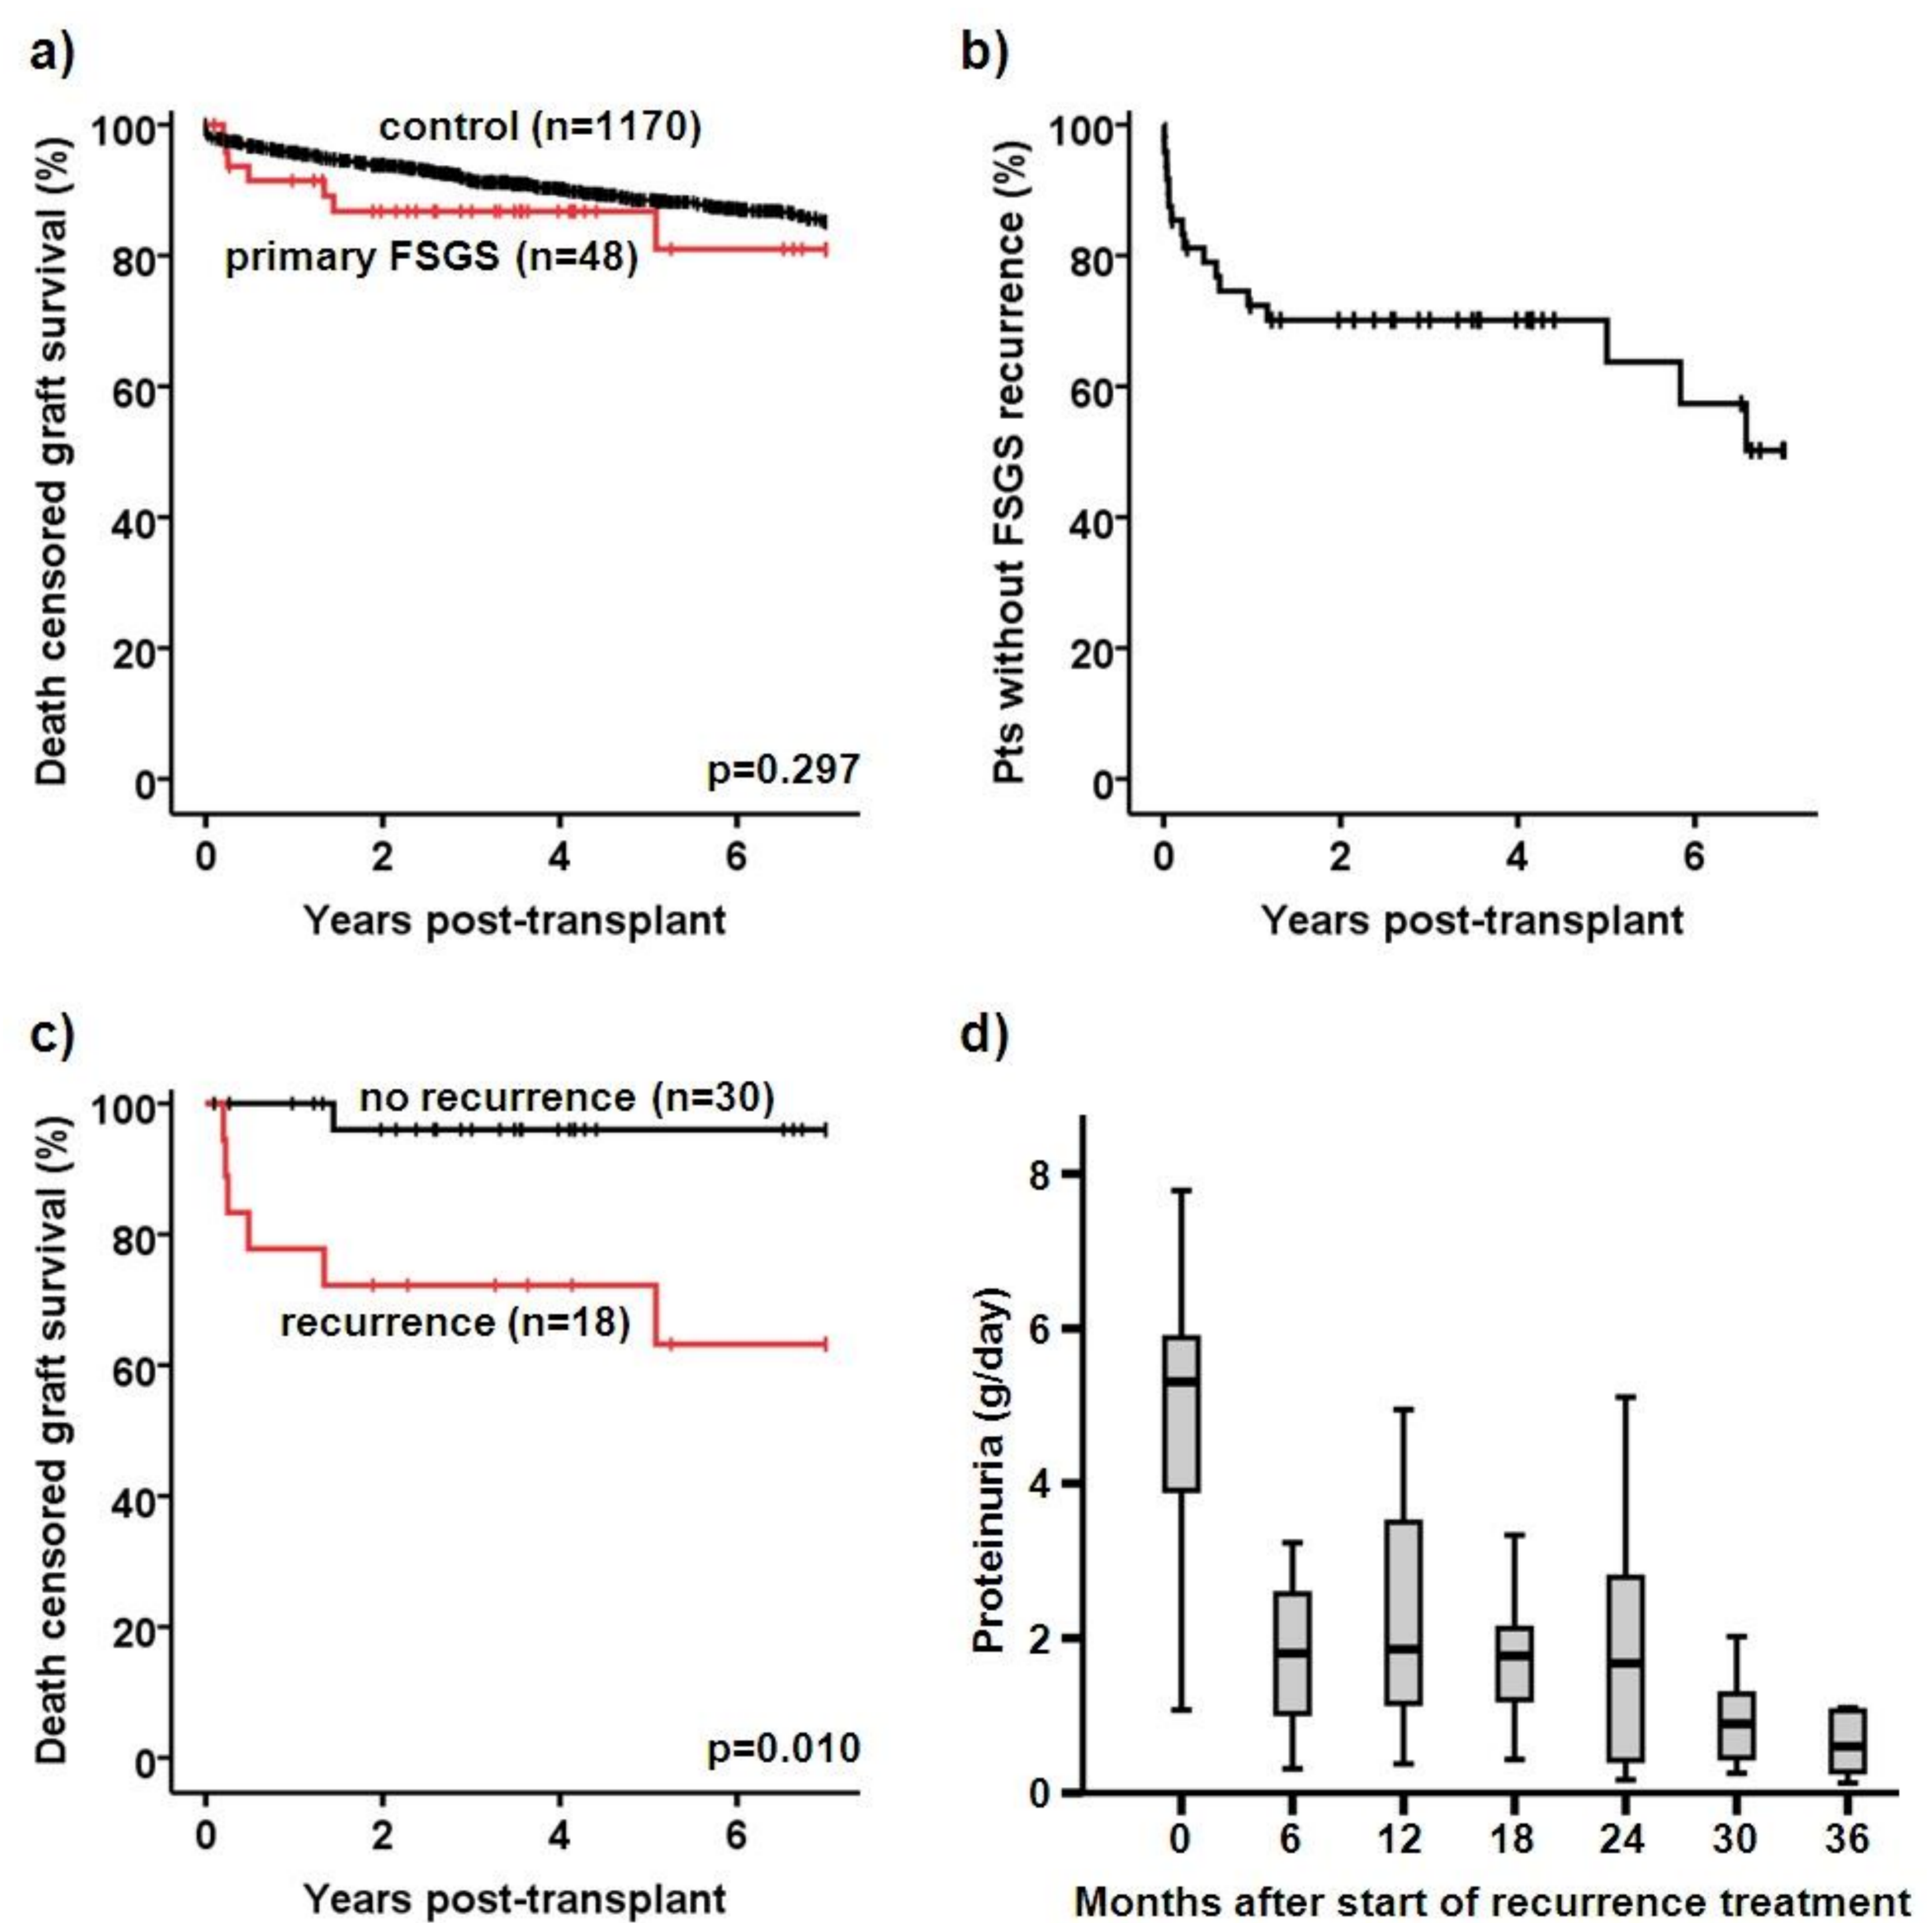 a)
Death censored graft survival (%)
100
80
60
40
20
0
control (n=1170)
primary FSGS (n=48)
p=0.297
0 2 4 6
Years post-transplant
b)
Pts without FSGS recurrence (%)
100
80
60
40
20
0
0 2 4 6
Years post-transplant
c)
Death censored graft survival (%)
100
80
60
40
20
0
no recurrence (n=30)
recurrence (n=18)
p=0.010
0 2 4 6
Years post-transplant
d)
Proteinuria (g/day)
8
6
4
2
0
0 6 12 18 24 30 36
Months after start of recurrence treatment